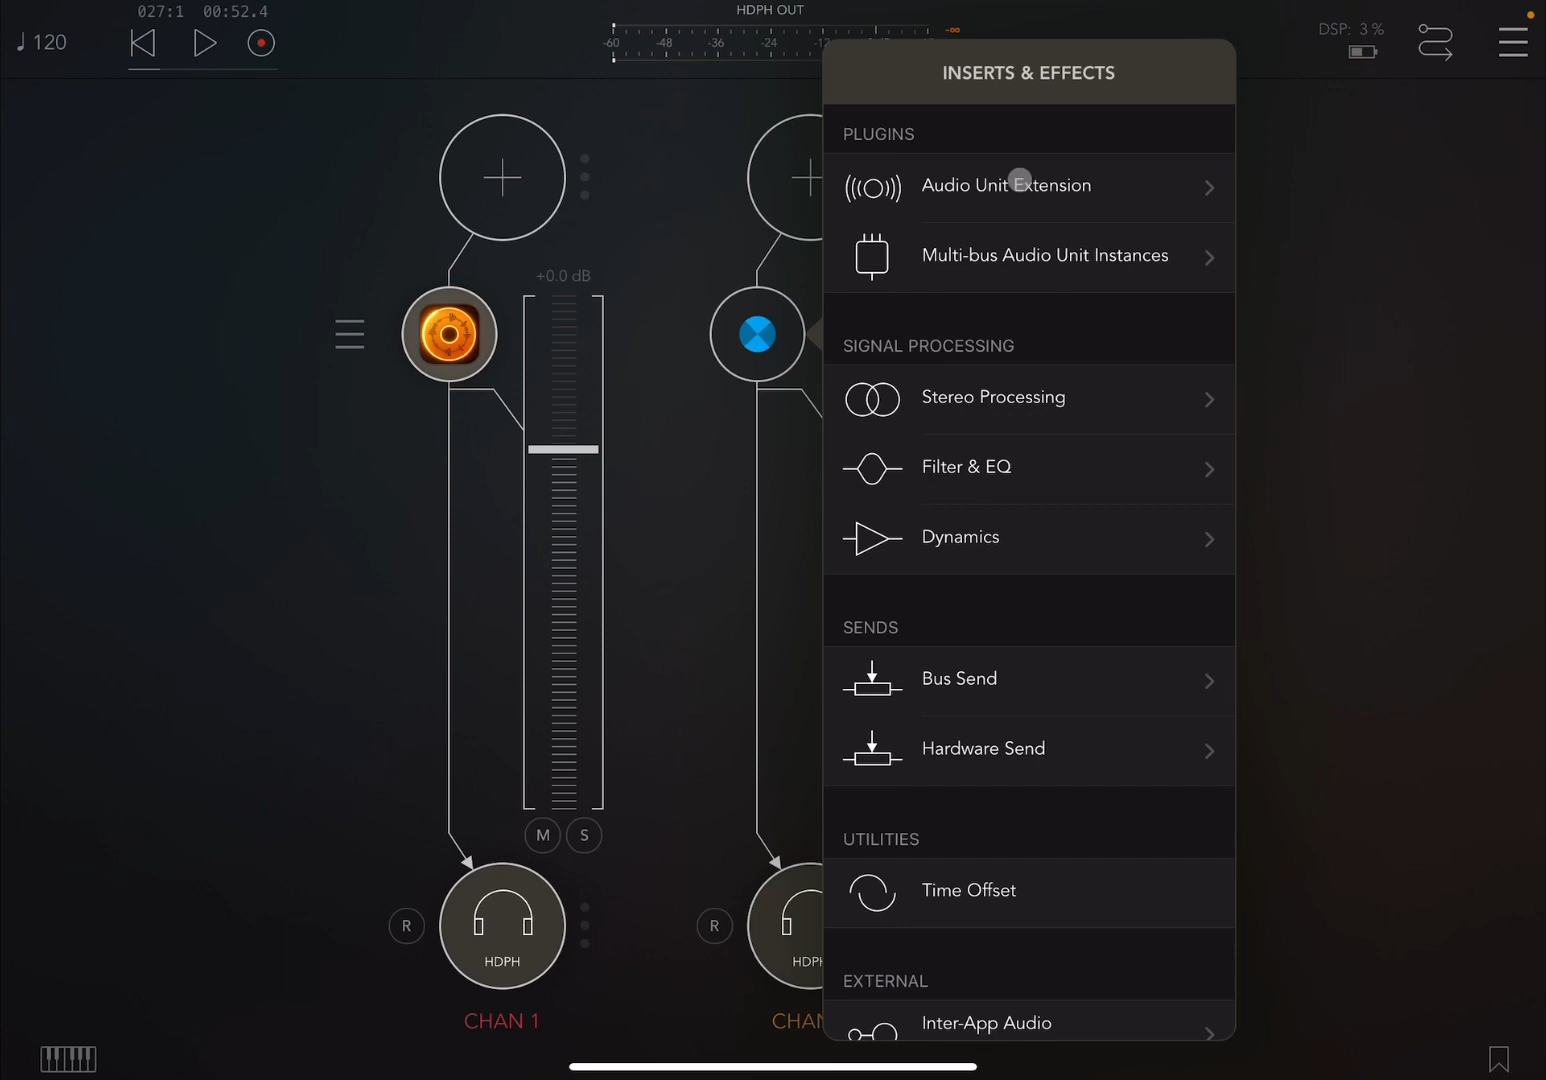 027:1 00:52.4
♩ 120
HDPH OUT
-60 -48 -36 -24
-∞
DSP: 3 %
INSERTS & EFFECTS
PLUGINS
Audio Unit Extension
Multi-bus Audio Unit Instances
SIGNAL PROCESSING
Stereo Processing
Filter & EQ
Dynamics
SENDS
Bus Send
Hardware Send
UTILITIES
Time Offset
EXTERNAL
Inter-App Audio
+0.0 dB
M S
R
HDPH
CHAN 1
R
HDPH
CHAN